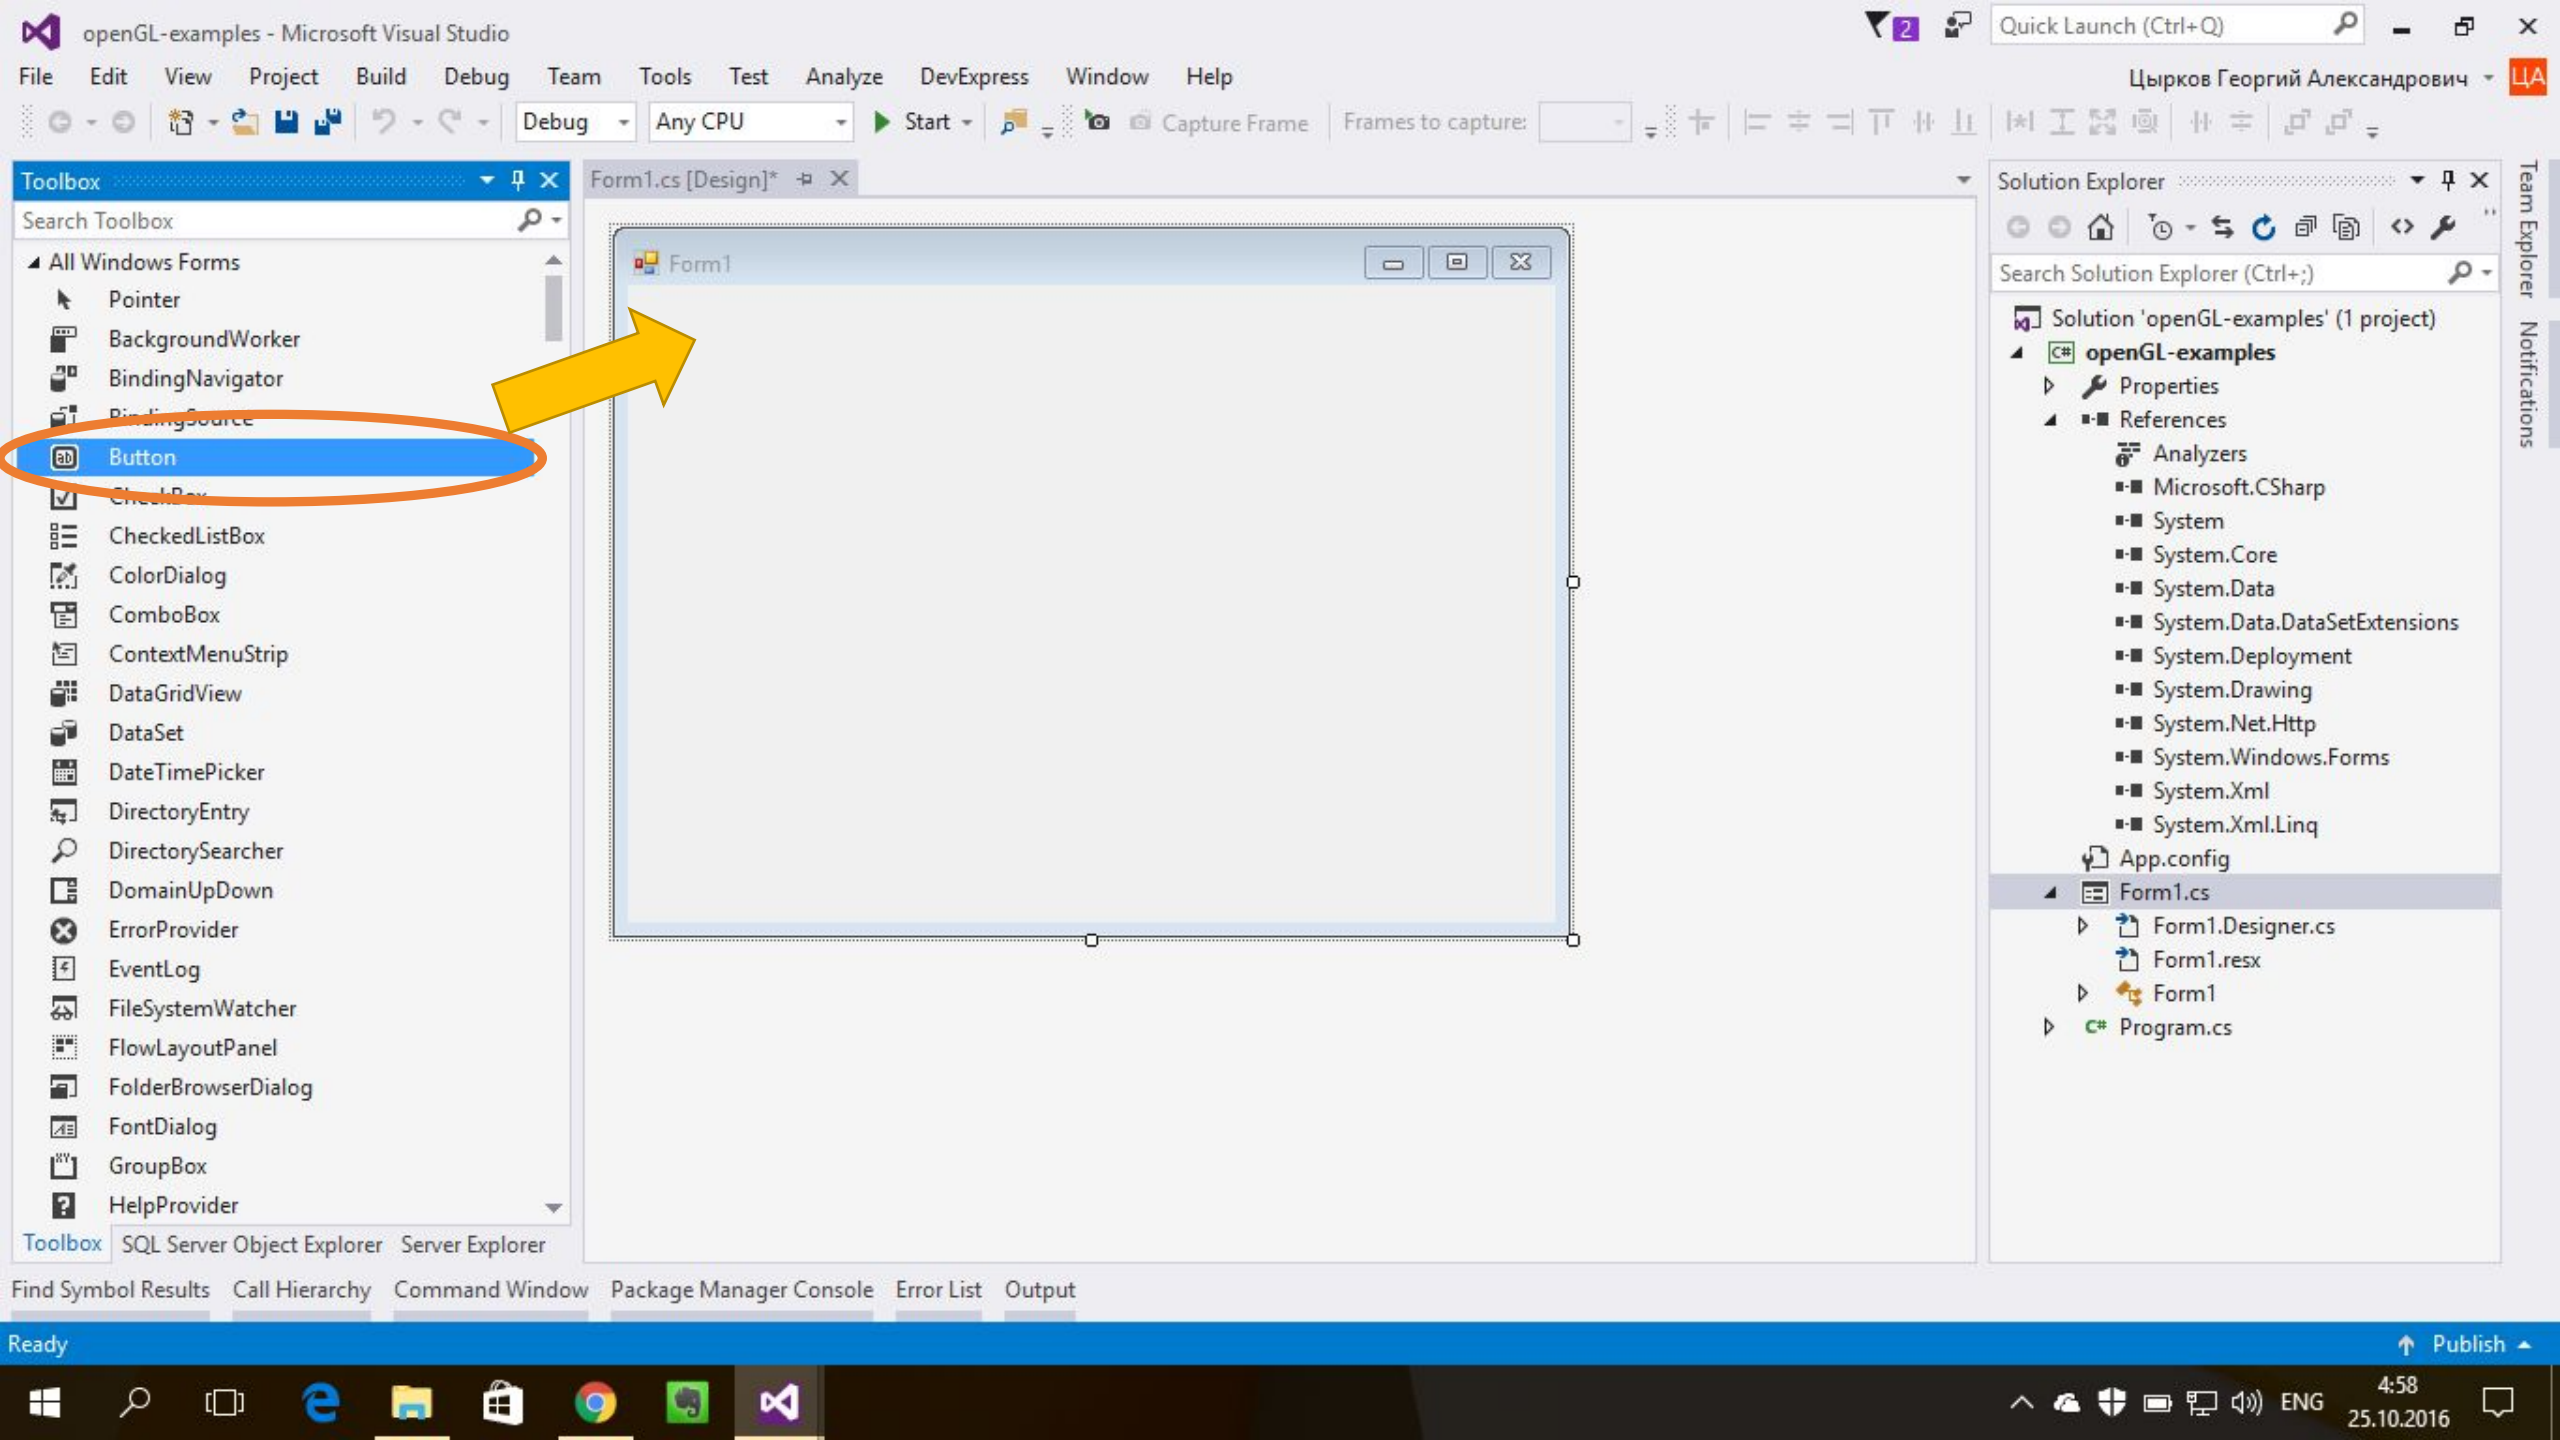 openGL-examples - Microsoft Visual Studio
2
Quick Launch (Ctrl+Q)
File Edit View Project Build Debug Team Tools Test Analyze DevExpress Window Help
Цырков Георгий Александрович
ЦА
Debug Any CPU Start Capture Frame Frames to capture:
Toolbox
Search Toolbox
All Windows Forms
Pointer
BackgroundWorker
BindingNavigator
BindingSource
Button
CheckBox
CheckedListBox
ColorDialog
ComboBox
ContextMenuStrip
DataGridView
DataSet
DateTimePicker
DirectoryEntry
DirectorySearcher
DomainUpDown
ErrorProvider
EventLog
FileSystemWatcher
FlowLayoutPanel
FolderBrowserDialog
FontDialog
GroupBox
HelpProvider
Toolbox SQL Server Object Explorer Server Explorer
Form1.cs [Design]*
Form1
Solution Explorer
Search Solution Explorer (Ctrl+;)
Solution 'openGL-examples' (1 project)
C# openGL-examples
Properties
References
Analyzers
Microsoft.CSharp
System
System.Core
System.Data
System.Data.DataSetExtensions
System.Deployment
System.Drawing
System.Net.Http
System.Windows.Forms
System.Xml
System.Xml.Linq
App.config
Form1.cs
Form1.Designer.cs
Form1.resx
Form1
C# Program.cs
Team Explorer
Notifications
Find Symbol Results Call Hierarchy Command Window Package Manager Console Error List Output
Ready
Publish
ENG
4:58
25.10.2016